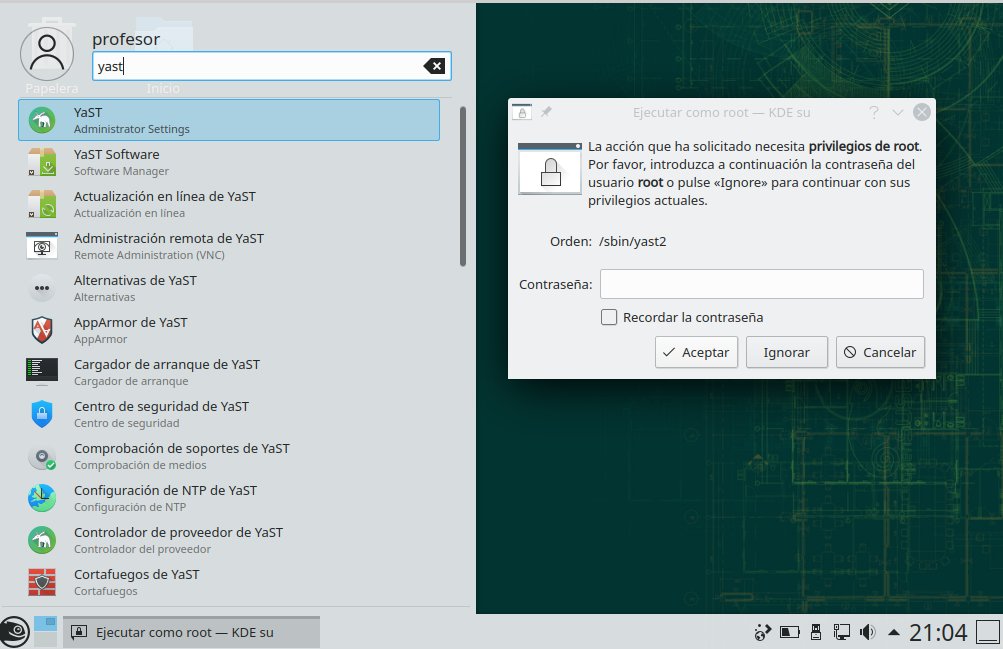 profesor
yast
Papelera
Inicio
YaST
Administrator Settings
YaST Software
Software Manager
Actualización en línea de YaST
Actualización en línea
Administración remota de YaST
Remote Administration (VNC)
Alternativas de YaST
Alternativas
AppArmor de YaST
AppArmor
Cargador de arranque de YaST
Cargador de arranque
Centro de seguridad de YaST
Centro de seguridad
Comprobación de soportes de YaST
Comprobación de medios
Configuración de NTP de YaST
Configuración de NTP
Controlador de proveedor de YaST
Controlador del proveedor
Cortafuegos de YaST
Cortafuegos
Ejecutar como root — KDE su
La acción que ha solicitado necesita privilegios de root.
Por favor, introduzca a continuación la contraseña del
usuario root o pulse «Ignore» para continuar con sus
privilegios actuales.
Orden: /sbin/yast2
Contraseña:
Recordar la contraseña
Aceptar Ignorar Cancelar
Ejecutar como root — KDE su
21:04